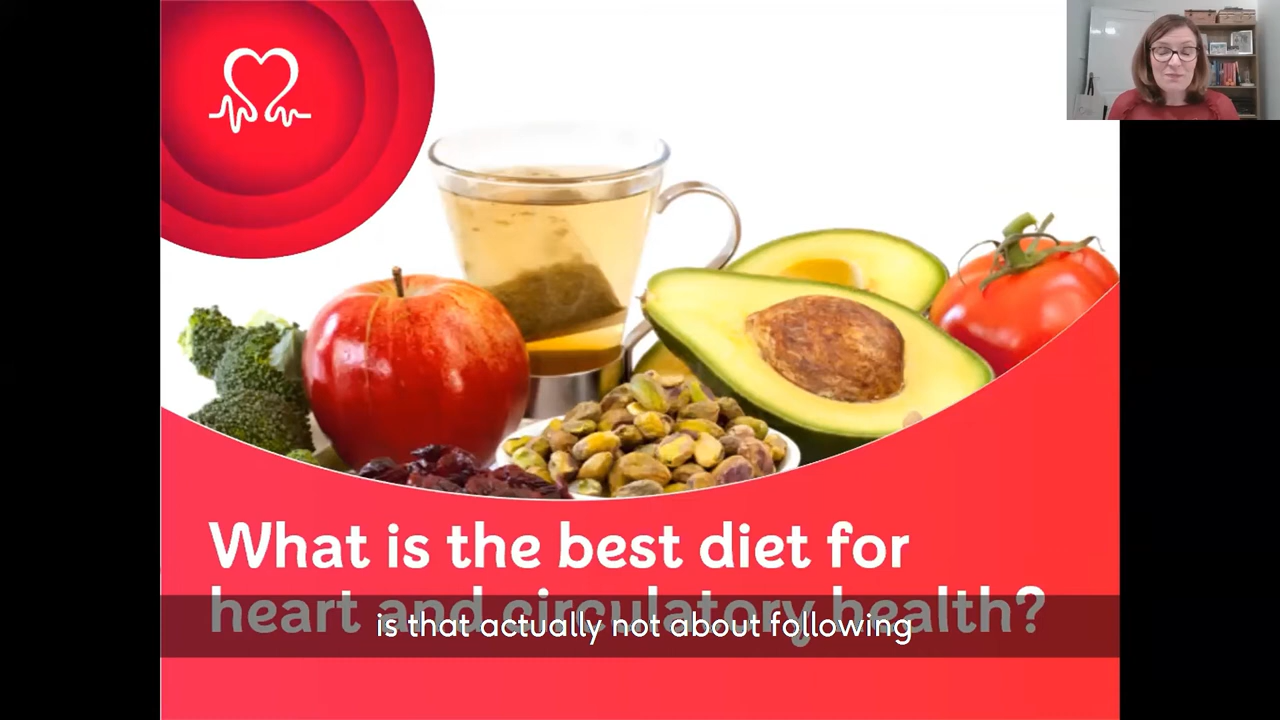 What is the best diet for
heart and circulatory health?
is that actually not about following